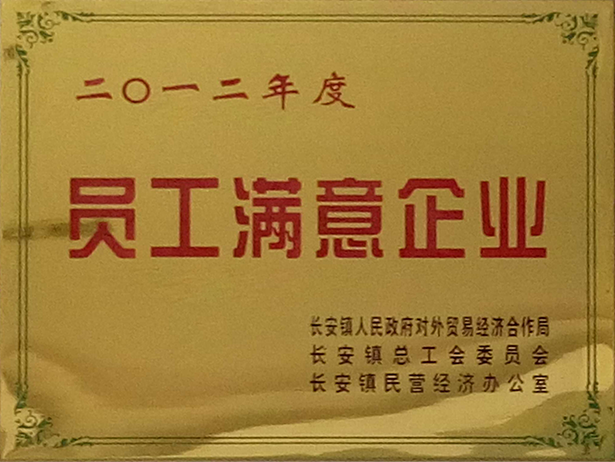 二〇一二年度
员工满意企业
长安镇人民政府对外贸易经济合作局
长安镇总工会委员会
长安镇民营经济办公室